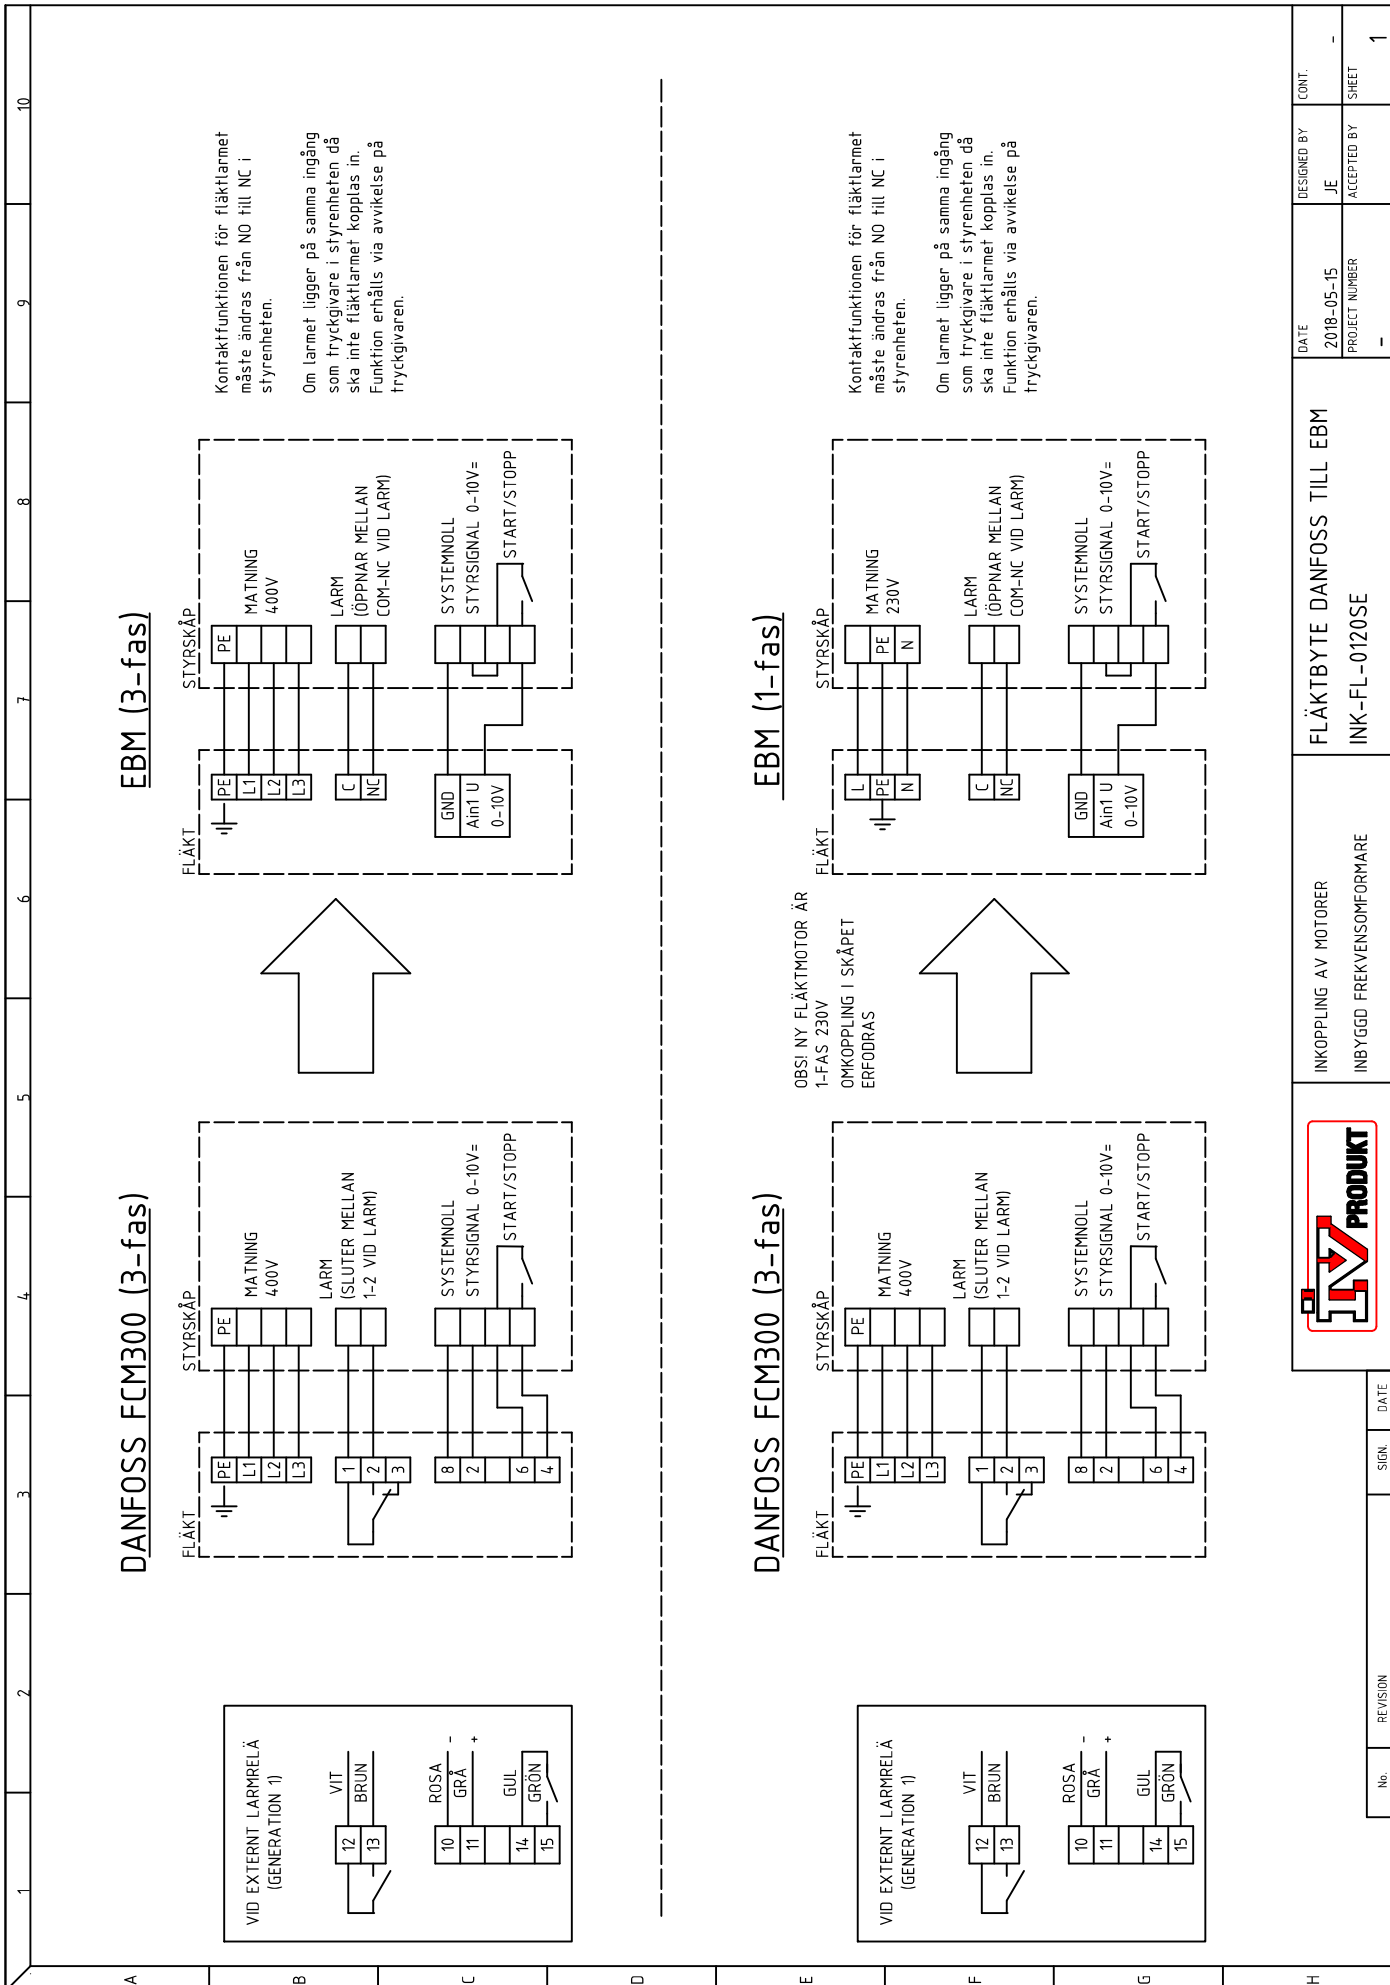 1 2 3 4 5 6 7 8 9 10
A
B
C
D
E
F
G
H
VID EXTERNT LARMRELÄ
(GENERATION 1)
12 VIT
13 BRUN
10 ROSA -
11 GRÅ +
14 GUL
15 GRÖN
DANFOSS FCM300 (3-fas)
FLÄKT
STYRSKÅP
PE PE
L1
L2
L3
MATNING
400V
1
2
3
LARM
(SLUTER MELLAN
1-2 VID LARM)
8
2
6
4
SYSTEMNOLL
STYRSIGNAL 0-10V=
START/STOPP
EBM (3-fas)
FLÄKT
STYRSKÅP
PE PE
L1
L2
L3
MATNING
400V
C
NC
LARM
(ÖPPNAR MELLAN
COM-NC VID LARM)
GND
Ain1 U
0-10V
SYSTEMNOLL
STYRSIGNAL 0-10V=
START/STOPP
Kontaktfunktionen för fläktlarmet
måste ändras från NO till NC i
styrenheten.
Om larmet ligger på samma ingång
som tryckgivare i styrenheten då
ska inte fläktlarmet kopplas in.
Funktion erhålls via avvikelse på
tryckgivaren.
VID EXTERNT LARMRELÄ
(GENERATION 1)
12 VIT
13 BRUN
10 ROSA -
11 GRÅ +
14 GUL
15 GRÖN
DANFOSS FCM300 (3-fas)
FLÄKT
STYRSKÅP
PE PE
L1
L2
L3
MATNING
400V
1
2
3
LARM
(SLUTER MELLAN
1-2 VID LARM)
8
2
6
4
SYSTEMNOLL
STYRSIGNAL 0-10V=
START/STOPP
OBS! NY FLÄKTMOTOR ÄR
1-FAS 230V
OMKOPPLING I SKÅPET
ERFODRAS
EBM (1-fas)
FLÄKT
STYRSKÅP
L
PE PE
N N
MATNING
230V
C
NC
LARM
(ÖPPNAR MELLAN
COM-NC VID LARM)
GND
Ain1 U
0-10V
SYSTEMNOLL
STYRSIGNAL 0-10V=
START/STOPP
Kontaktfunktionen för fläktlarmet
måste ändras från NO till NC i
styrenheten.
Om larmet ligger på samma ingång
som tryckgivare i styrenheten då
ska inte fläktlarmet kopplas in.
Funktion erhålls via avvikelse på
tryckgivaren.
No. REVISION SIGN. DATE
iV PRODUKT
INKOPPLING AV MOTORER
INBYGGD FREKVENSOMFORMARE
FLÄKTBYTE DANFOSS TILL EBM
INK-FL-0120SE
DATE
2018-05-15
DESIGNED BY
JE
CONT.
-
PROJECT NUMBER
-
ACCEPTED BY
SHEET
1